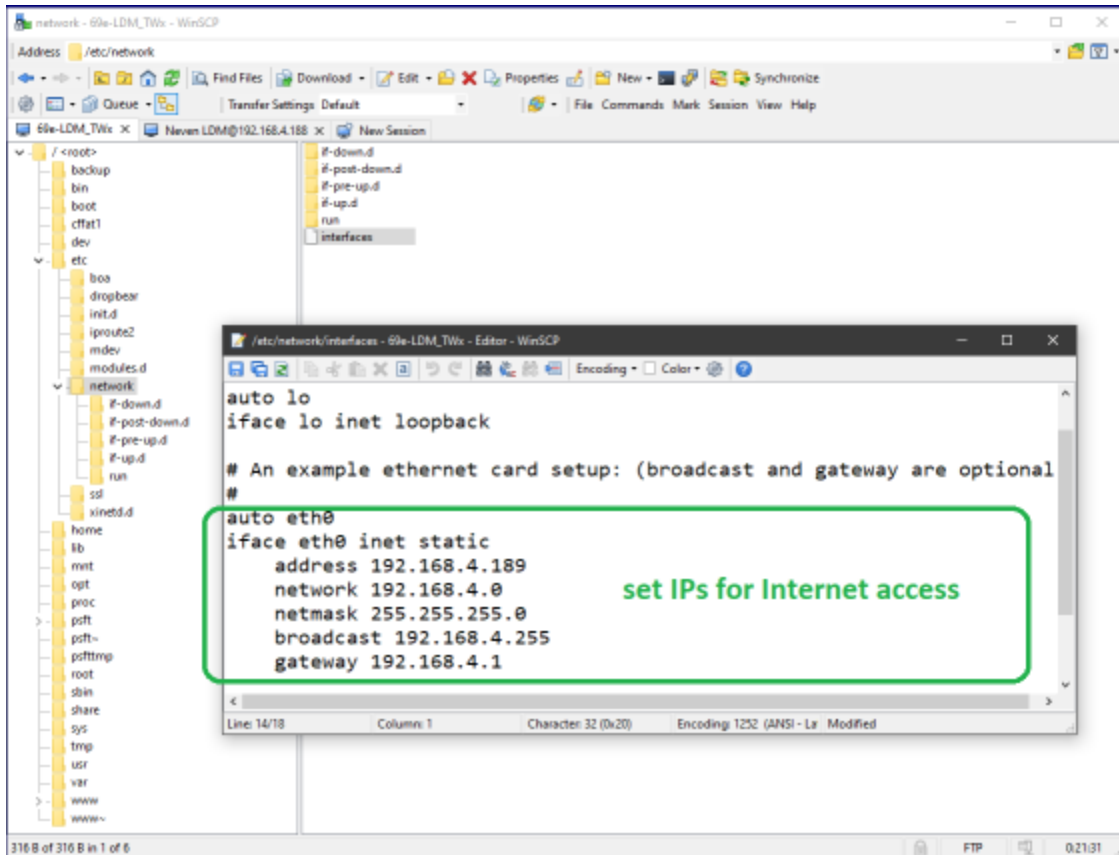 network - 69e-LDM_TWx - WinSCP
Address /etc/network
Find Files Download Edit Properties New Synchronize
Queue Transfer Settings Default File Commands Mark Session View Help
69e-LDM_TWx Neven LDM@192.168.4.188 New Session
/ <root>
backup
bin
boot
cffat1
dev
etc
boa
dropbear
init.d
iproute2
mdev
modules.d
network
if-down.d
if-post-down.d
if-pre-up.d
if-up.d
run
ssl
xinetd.d
home
lib
mnt
opt
proc
psft
psft~
psfttmp
root
sbin
share
sys
tmp
usr
var
www
www~
if-down.d
if-post-down.d
if-pre-up.d
if-up.d
run
interfaces
/etc/network/interfaces - 69e-LDM_TWx - Editor - WinSCP
Encoding Color
auto lo
iface lo inet loopback
# An example ethernet card setup: (broadcast and gateway are optional
#
auto eth0
iface eth0 inet static
address 192.168.4.189
network 192.168.4.0
netmask 255.255.255.0
broadcast 192.168.4.255
gateway 192.168.4.1
set IPs for Internet access
Line: 14/18 Column: 1 Character: 32 (0x20) Encoding: 1252 (ANSI - La Modified
316 B of 316 B in 1 of 6 FTP 0:21:31